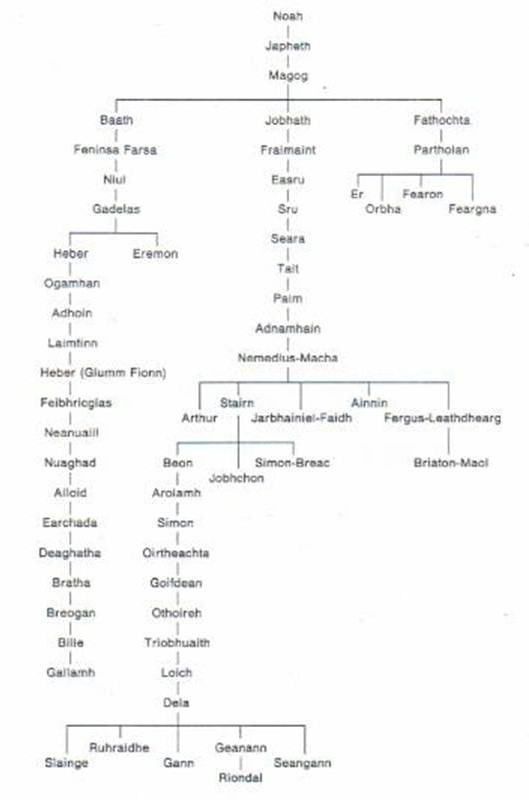 Noah
Japheth
Magog
Baath Jobhath Fathochta
Feninsa Farsa Fraimaint Partholan
Niul Easru Er Fearon
Gadelas Sru Orbha Feargna
Seara
Heber Eremon
Tait
Ogamhan
Paim
Adhoin
Adnamhain
Laimfinn
Nemedius-Macha
Heber (Glumm Fionn)
Feibhricglas Stairn Ainnin
Arthur Jarbhainiel-Faidh Fergus-Leathdhearg
Neanuaill
Nuaghad Beon Simon-Breac Briaton-Maol
Jobhchon
Alloid Arolamh
Earchada Simon
Deaghatha Oirtheachta
Bratha Goifdean
Breogan Othoireh
Bille Triobhuaith
Gallamh Loich
Dela
Ruhraidhe Geanann
Slainge Gann Seangann
Riondal